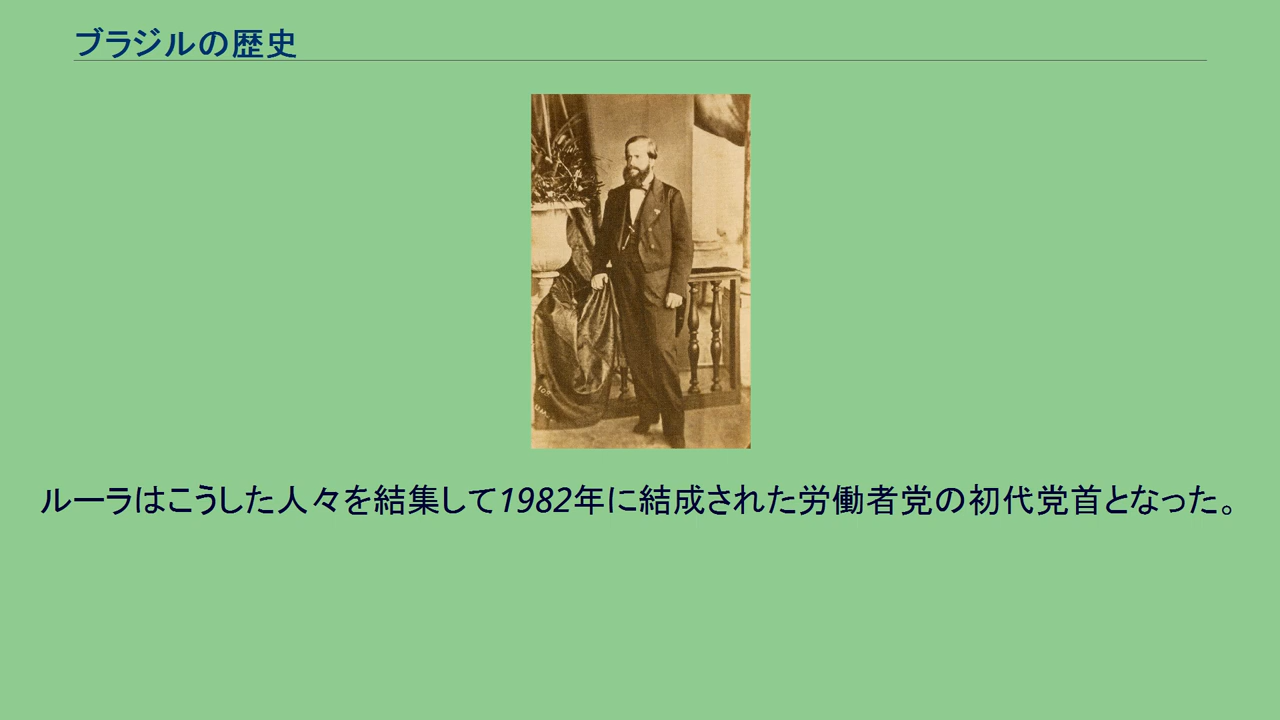 ブラジルの歴史
ルーラはこうした人々を結集して1982年に結成された労働者党の初代党首となった。